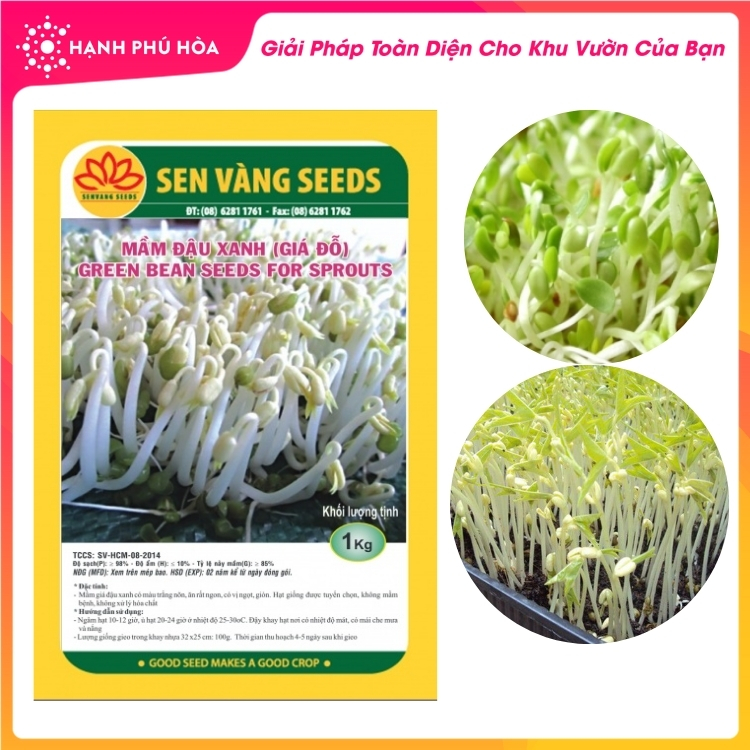 HẠNH PHÚ HÒA
Giải Pháp Toàn Diện Cho Khu Vườn Của Bạn
SEN VÀNG SEEDS
SENVANG SEEDS
ĐT: (08) 6281 1761 - Fax: (08) 6281 1762
MẦM ĐẬU XANH (GIÁ ĐỖ)
GREEN BEAN SEEDS FOR SPROUTS
Khối lượng tịnh
1 Kg
TCCS: SV-HCM-08-2014
Độ sạch(P): ≥ 98% - Độ ẩm (H): ≤ 10% - Tỷ lệ nảy mầm(G): ≥ 85%
NĐG (MFD): Xem trên mép bao. HSD (EXP): 02 năm kể từ ngày đóng gói.
* Đặc tính:
- Mầm giá đậu xanh có màu trắng nõn, ăn rất ngon, có vị ngọt, giòn. Hạt giống được tuyển chọn, không mầm
bệnh, không xử lý hóa chất
* Hướng dẫn sử dụng:
- Ngâm hạt 10-12 giờ, ủ hạt 20-24 giờ ở nhiệt độ 25-30oC. Đậy khay hạt nơi có nhiệt độ mát, có mái che mưa
và nắng
- Lượng giống gieo trong khay nhựa 32 x 25 cm: 100g. Thời gian thu hoạch 4-5 ngày sau khi gieo
• GOOD SEED MAKES A GOOD CROP •